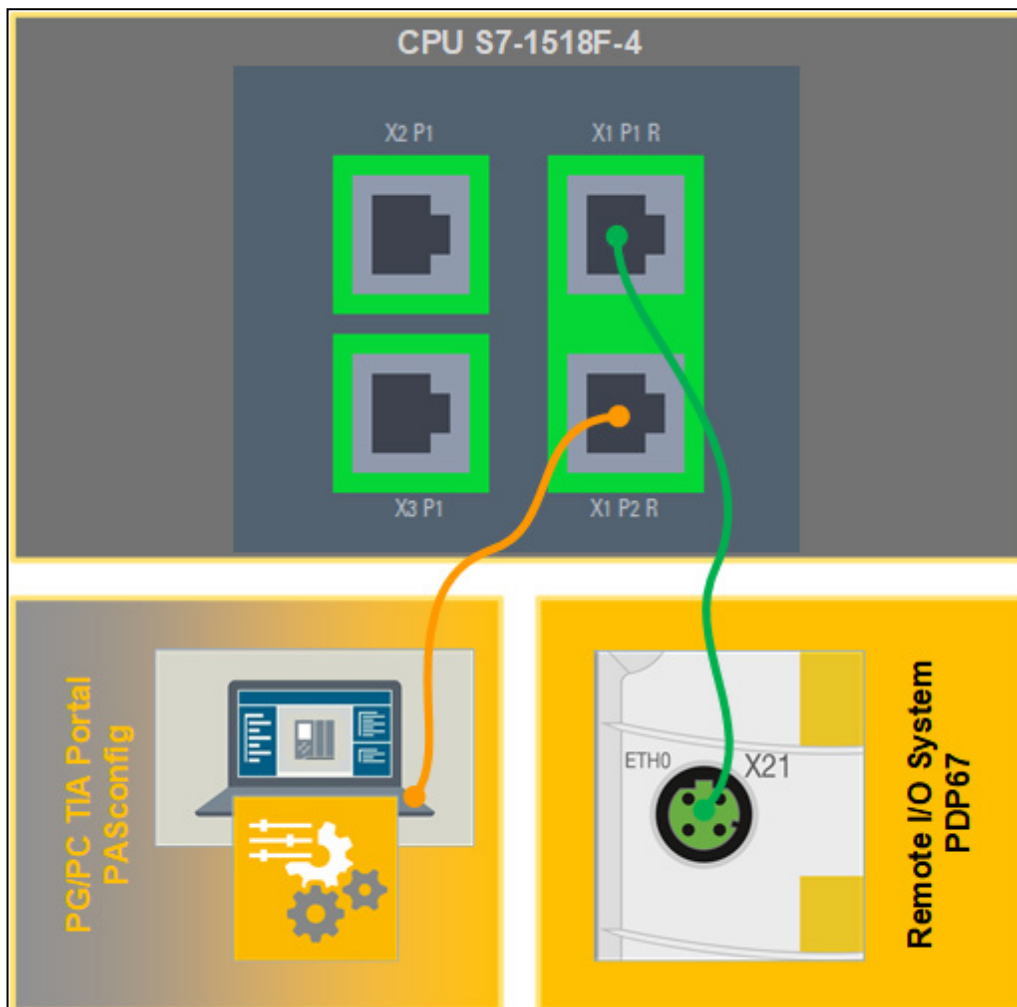 CPU S7-1518F-4
X2 P1
X1 P1 R
X3 P1
X1 P2 R
PG/PC TIA Portal
PASconfig
ETH0
X21
Remote I/O System
PDP67